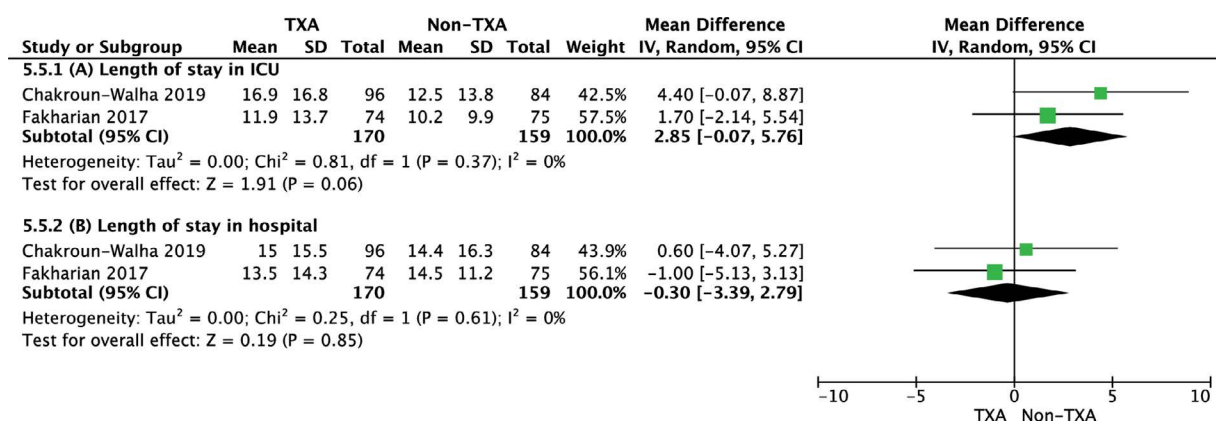 TXA Non-TXA Mean Difference Mean Difference
Study or Subgroup Mean SD Total Mean SD Total Weight IV, Random, 95% CI IV, Random, 95% CI
5.5.1 (A) Length of stay in ICU
Chakroun-Walha 2019 16.9 16.8 96 12.5 13.8 84 42.5% 4.40 [-0.07, 8.87]
Fakharian 2017 11.9 13.7 74 10.2 9.9 75 57.5% 1.70 [-2.14, 5.54]
Subtotal (95% CI) 170 159 100.0% 2.85 [-0.07, 5.76]
Heterogeneity: Tau² = 0.00; Chi² = 0.81, df = 1 (P = 0.37); I² = 0%
Test for overall effect: Z = 1.91 (P = 0.06)
5.5.2 (B) Length of stay in hospital
Chakroun-Walha 2019 15 15.5 96 14.4 16.3 84 43.9% 0.60 [-4.07, 5.27]
Fakharian 2017 13.5 14.3 74 14.5 11.2 75 56.1% -1.00 [-5.13, 3.13]
Subtotal (95% CI) 170 159 100.0% -0.30 [-3.39, 2.79]
Heterogeneity: Tau² = 0.00; Chi² = 0.25, df = 1 (P = 0.61); I² = 0%
Test for overall effect: Z = 0.19 (P = 0.85)
-10 -5 0 5 10
TXA Non-TXA